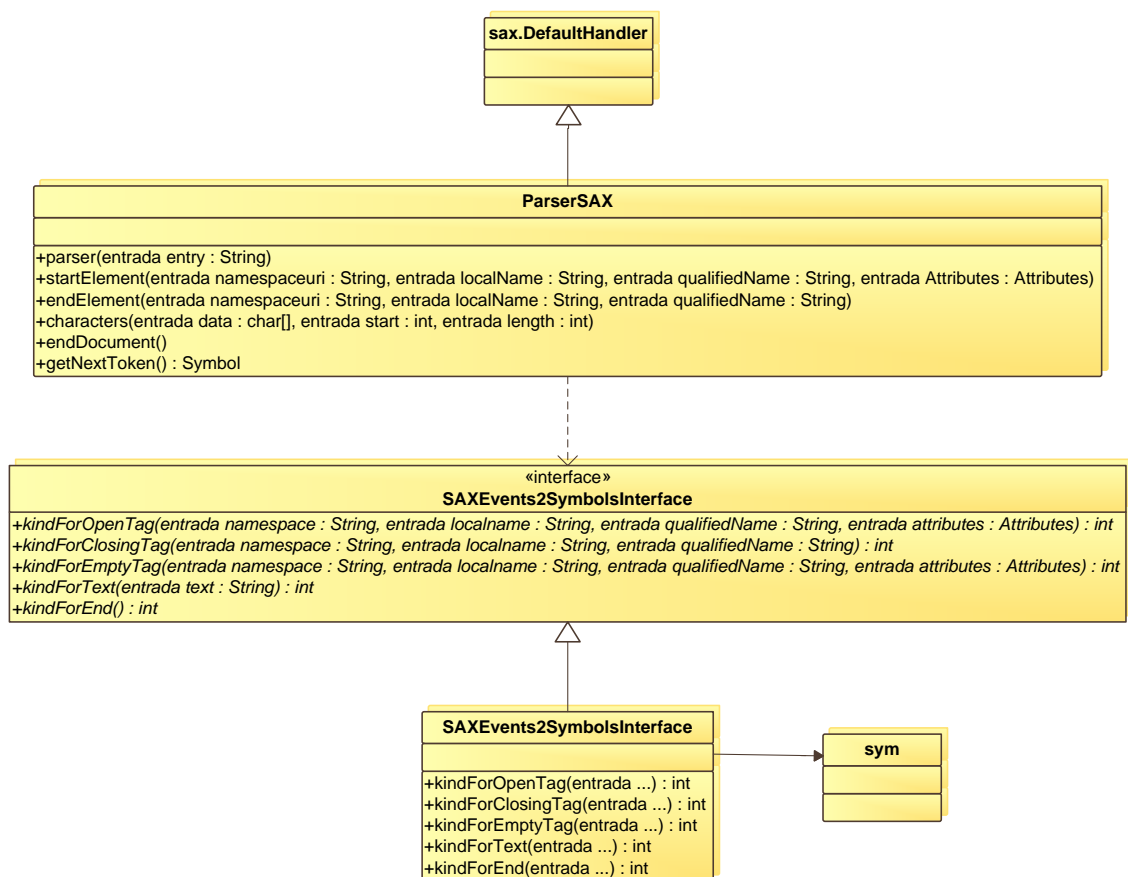 sax.DefaultHandler
ParserSAX
+parser(entrada entry : String)
+startElement(entrada namespaceuri : String, entrada localName : String, entrada qualifiedName : String, entrada Attributes : Attributes)
+endElement(entrada namespaceuri : String, entrada localName : String, entrada qualifiedName : String)
+characters(entrada data : char[], entrada start : int, entrada length : int)
+endDocument()
+getNextToken() : Symbol
«interface»
SAXEvents2SymbolsInterface
+kindForOpenTag(entrada namespace : String, entrada localname : String, entrada qualifiedName : String, entrada attributes : Attributes) : int
+kindForClosingTag(entrada namespace : String, entrada localname : String, entrada qualifiedName : String) : int
+kindForEmptyTag(entrada namespace : String, entrada localname : String, entrada qualifiedName : String, entrada attributes : Attributes) : int
+kindForText(entrada text : String) : int
+kindForEnd() : int
SAXEvents2SymbolsInterface
+kindForOpenTag(entrada ...) : int
+kindForClosingTag(entrada ...) : int
+kindForEmptyTag(entrada ...) : int
+kindForText(entrada ...) : int
+kindForEnd(entrada ...) : int
sym